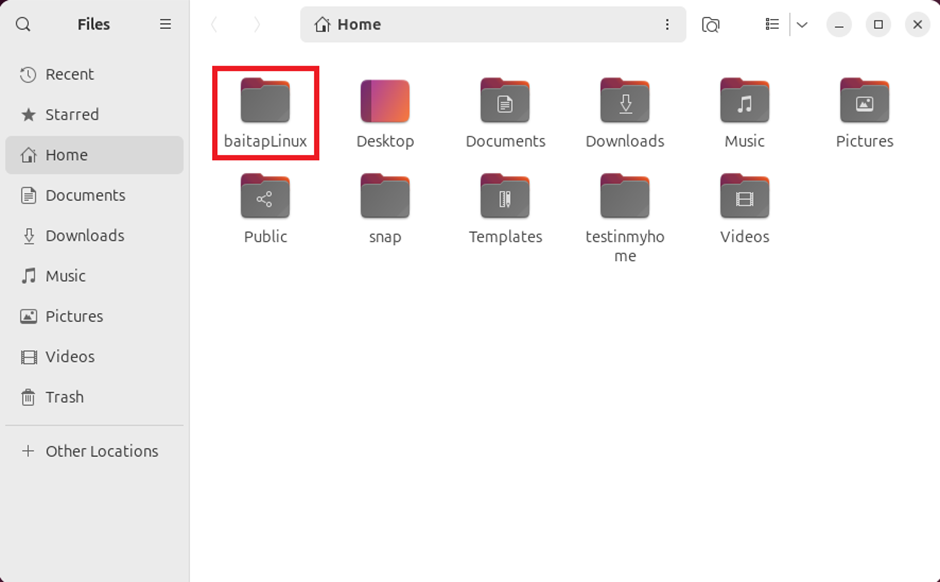 Files
Home
Recent
Starred
Home
Documents
Downloads
Music
Pictures
Videos
Trash
Other Locations
baitapLinux
Desktop
Documents
Downloads
Music
Pictures
Public
snap
Templates
testinmyho
me
Videos